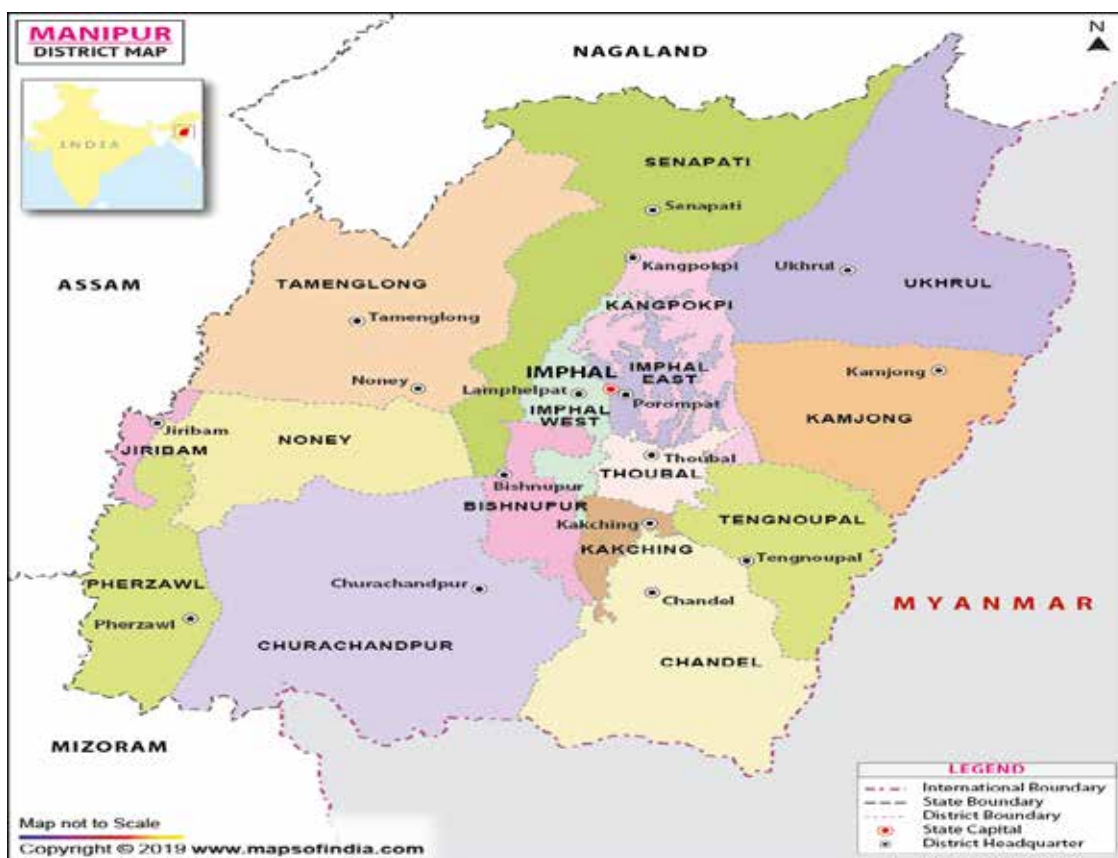 MANIPUR
DISTRICT MAP
N
NAGALAND
INDIA
SENAPATI
Senapati
ASSAM
TAMENGLONG
Tamenglong
Kangpokpi
KANGPOKPI
Ukhrul
UKHRUL
Noney
IMPHAL
Lamphelpat
IMPHAL
WEST
IMPHAL
EAST
Porompat
Karnjong
KAMJONG
Jiribam
JIRIBAM
NONEY
Thoubal
THOUBAL
Bishnupur
BISHNUPUR
Kakching
KAKCHING
TENGNOUPAL
Tengnoupal
PHERZAWL
Pherzawl
Churachandpur
CHURACHANDPUR
Chandel
CHANDEL
MYANMAR
MIZORAM
LEGEND
International Boundary
State Boundary
District Boundary
State Capital
District Headquarter
Map not to Scale
Copyright © 2019 www.mapsofindia.com